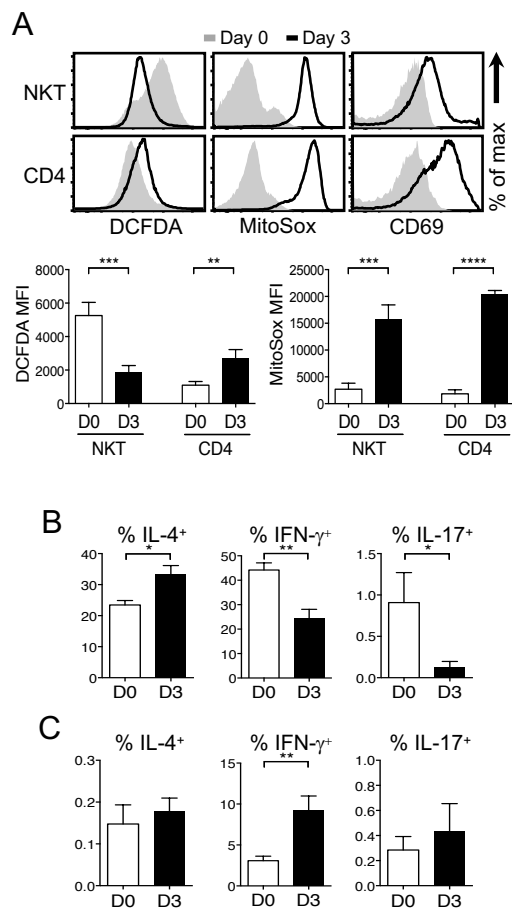 A
Day 0 Day 3
NKT
CD4
DCFDA MitoSox CD69
% of max
*** **
8000
6000
4000
2000
0
DCFDA MFI
D0 D3 D0 D3
NKT CD4
*** ****
25000
20000
15000
10000
5000
0
MitoSox MFI
D0 D3 D0 D3
NKT CD4
B
% IL-4+
*
40
30
20
10
0
D0 D3
% IFN-γ+
**
50
40
30
20
10
0
D0 D3
% IL-17+
*
1.5
1.0
0.5
0.0
D0 D3
C
% IL-4+
0.3
0.2
0.1
0.0
D0 D3
% IFN-γ+
**
15
10
5
0
D0 D3
% IL-17+
1.0
0.8
0.6
0.4
0.2
0.0
D0 D3